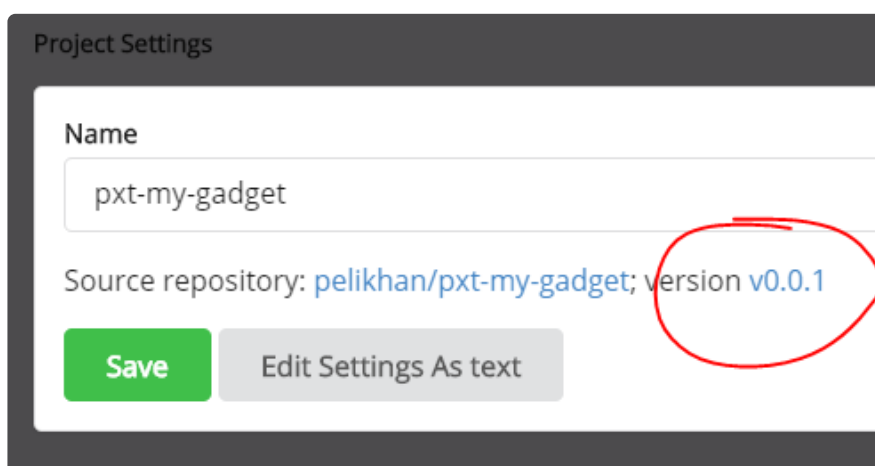 Project Settings
Name
pxt-my-gadget
Source repository: pelikhan/pxt-my-gadget; version v0.0.1
Save
Edit Settings As text